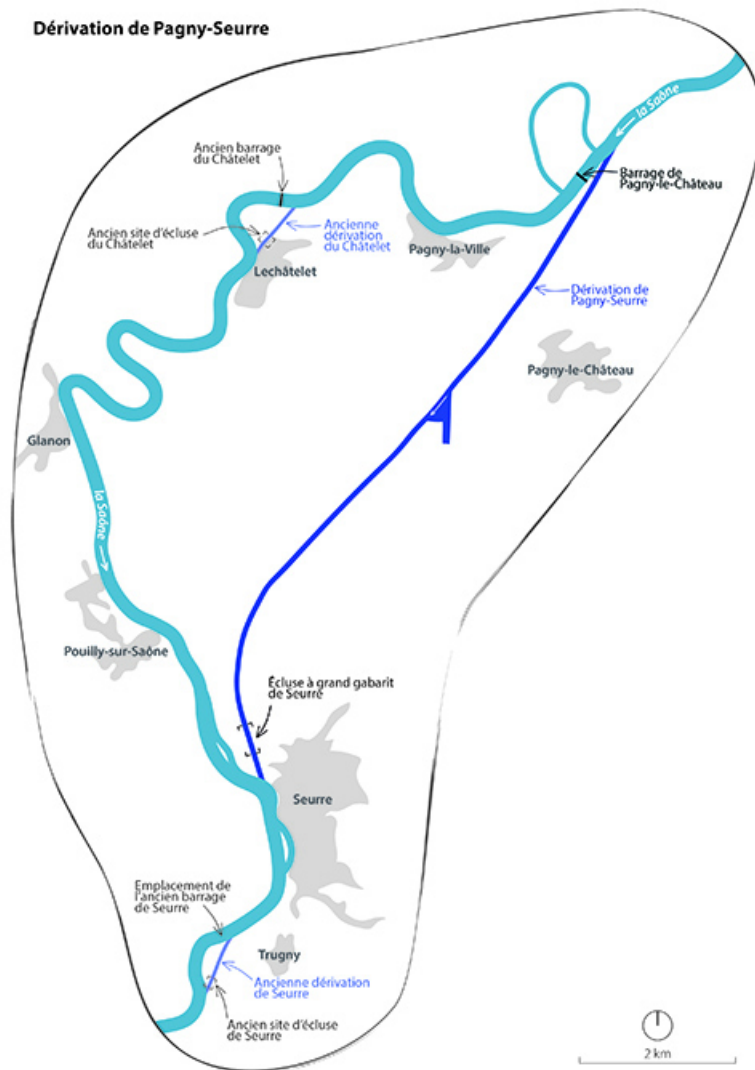 Dérivation de Pagny-Seurre
la Saône
Ancien barrage
du Châtelet
Barrage de
Pagny-le-Château
Ancien site d'écluse
du Châtelet
Ancienne
dérivation
du Châtelet
Pagny-la-Ville
Lechâtelet
Dérivation de
Pagny-Seurre
Pagny-le-Château
Glanon
la Saône
Pouilly-sur-Saône
Écluse à grand gabarit
de Seurre
Seurre
Emplacement de
l'ancien barrage
de Seurre
Trugny
Ancienne dérivation
de Seurre
Ancien site d'écluse
de Seurre
2 km